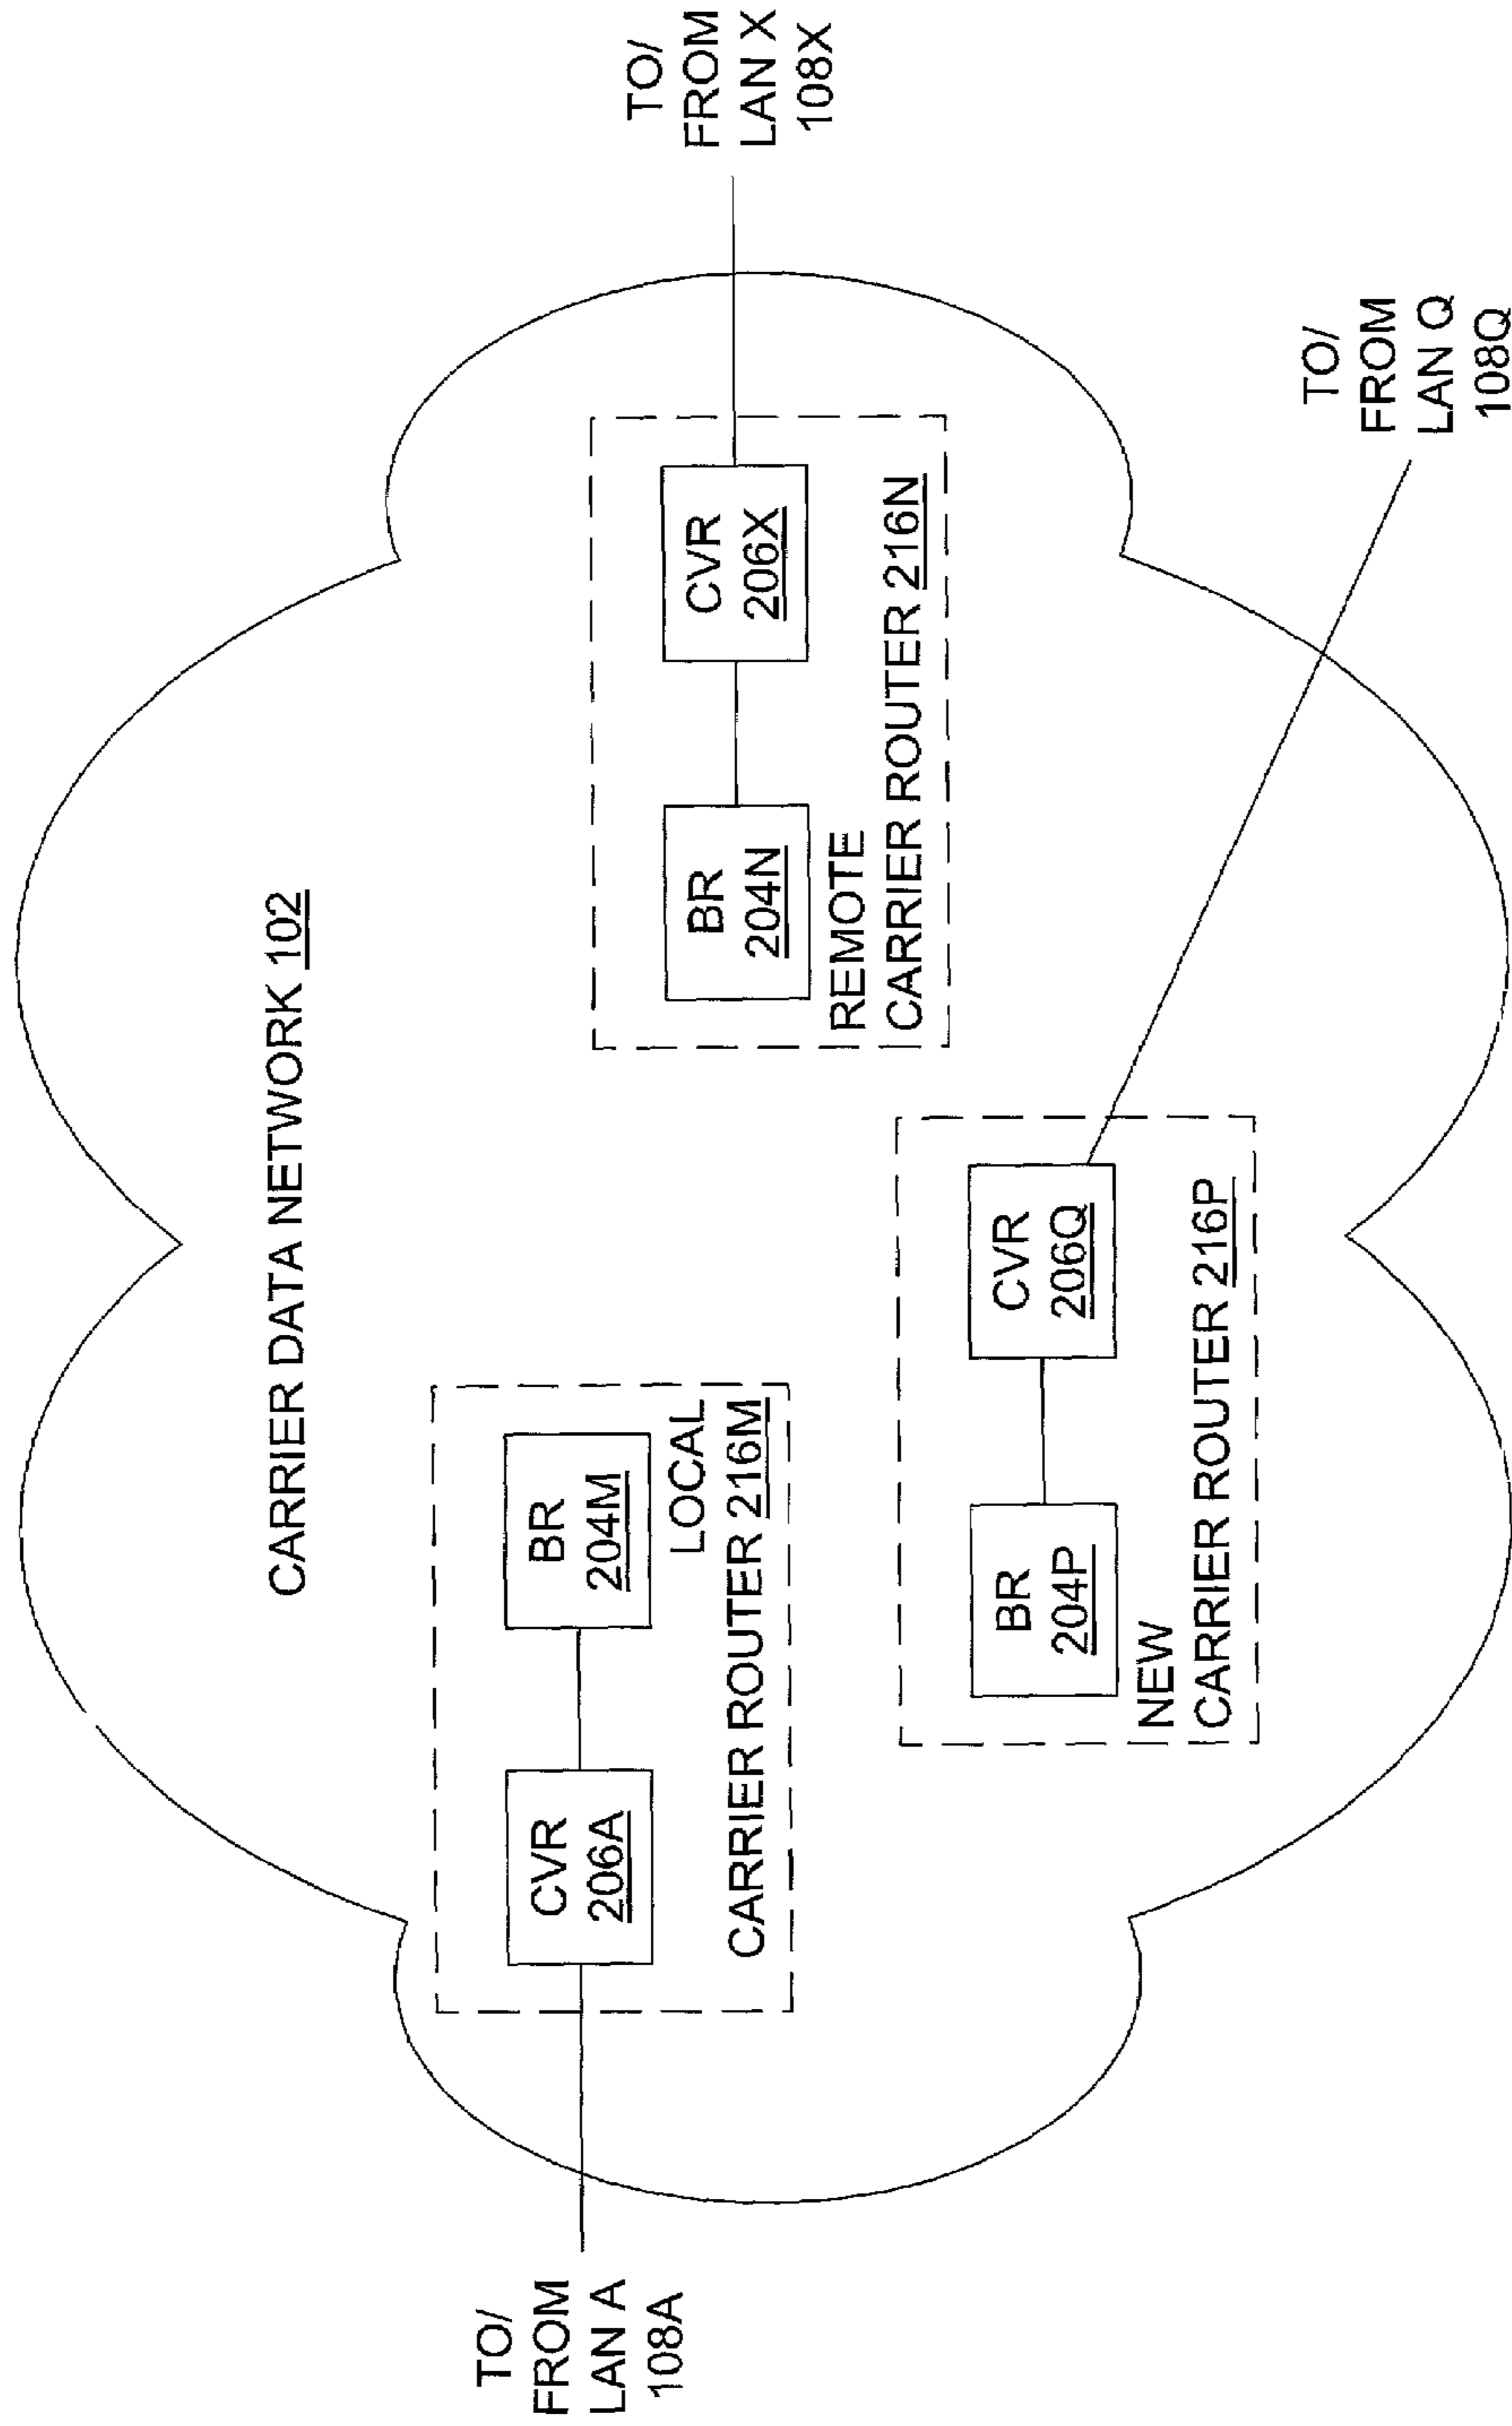 CARRIER DATA NETWORK 102
TO/
FROM
LAN A
108A
CVR
206A
BR
204M
LOCAL
CARRIER ROUTER 216M
BR
204N
CVR
206X
REMOTE
CARRIER ROUTER 216N
TO/
FROM
LAN X
108X
BR
204P
CVR
206Q
NEW
CARRIER ROUTER 216P
TO/
FROM
LAN Q
108Q